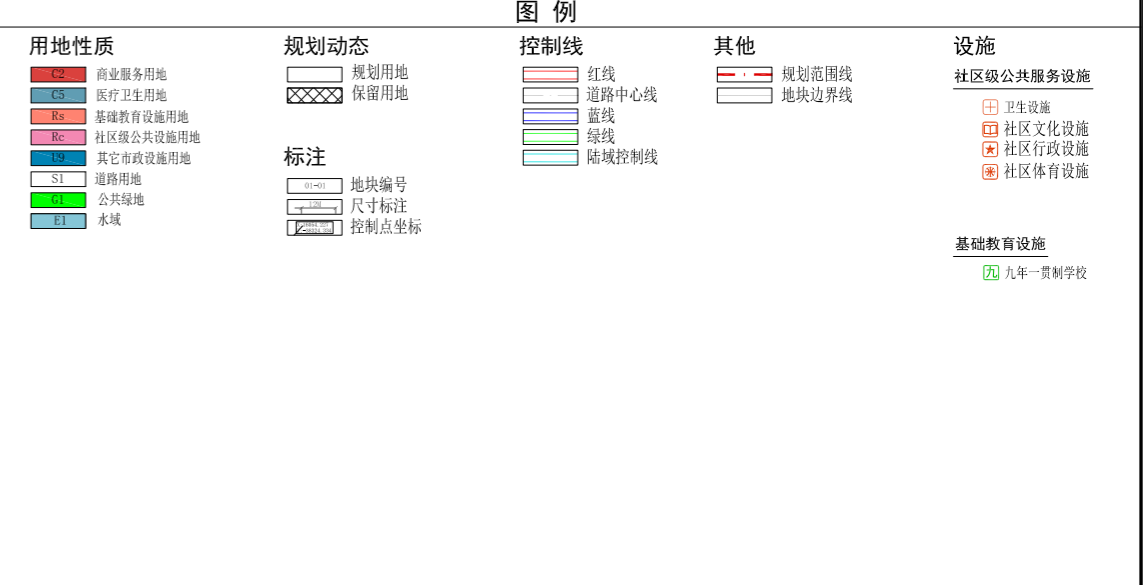 图 例
用地性质
C2 商业服务用地
C5 医疗卫生用地
Rs 基础教育设施用地
Rc 社区级公共设施用地
U9 其它市政设施用地
S1 道路用地
G1 公共绿地
E1 水域
规划动态
规划用地
保留用地
标注
01-01 地块编号
12M 尺寸标注
控制点坐标
控制线
红线
道路中心线
蓝线
绿线
陆域控制线
其他
规划范围线
地块边界线
设施
社区级公共服务设施
卫生设施
社区文化设施
社区行政设施
社区体育设施
基础教育设施
九 九年一贯制学校